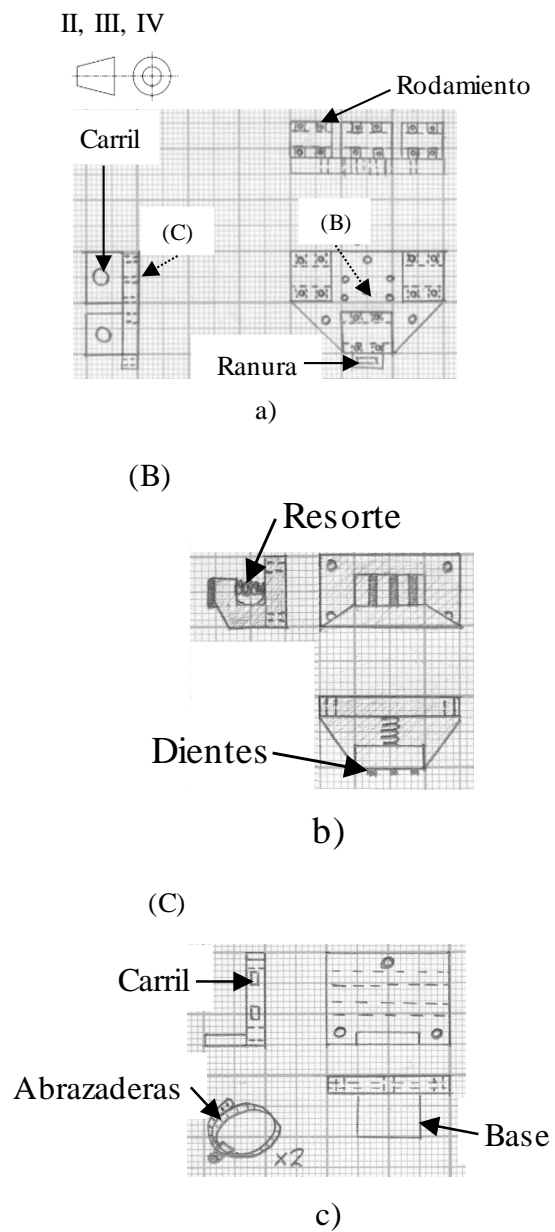 II, III, IV
Rodamiento
Carril
(C)
(B)
Ranura
a)
(B)
Resorte
Dientes
b)
(C)
Carril
Abrazaderas
x2
Base
c)